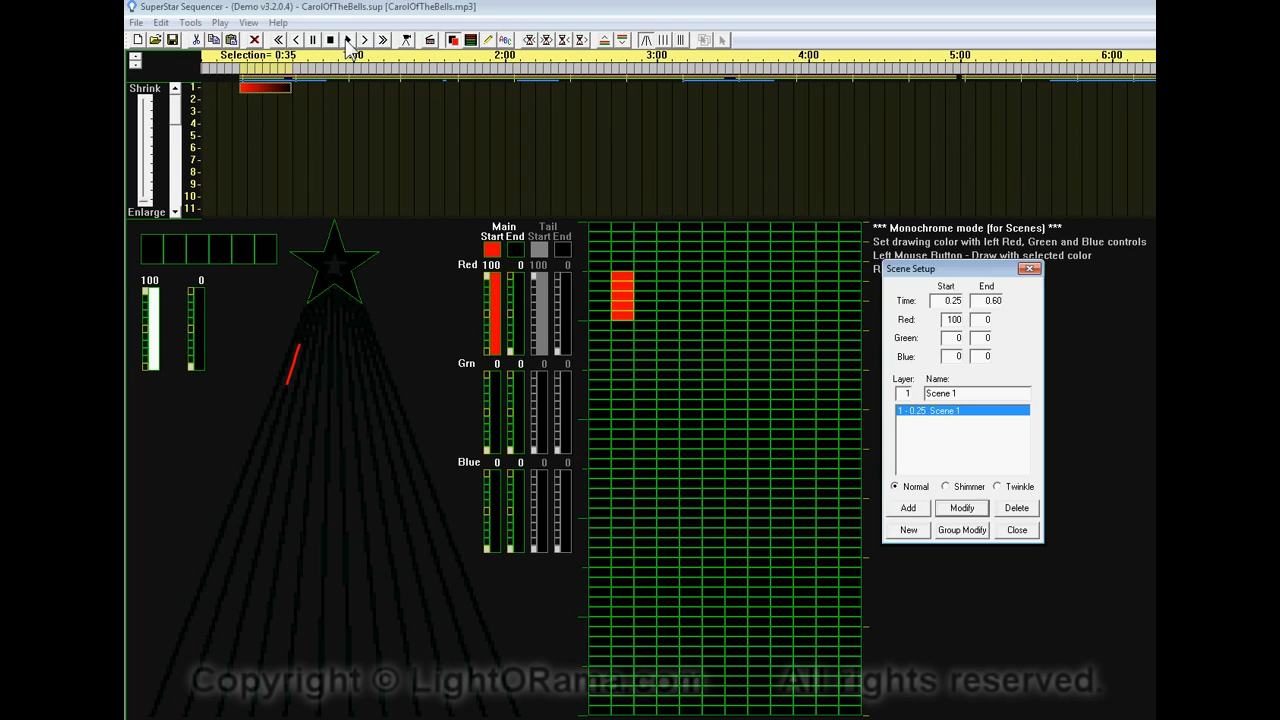 SuperStar Sequencer - (Demo v3.2.0.4) - CarolOfTheBells.sup [CarolOfTheBells.mp3]
File Edit Tools Play View Help
ABC
Selection= 0:35 2:00 3:00 4:00 5:00 6:00
Shrink
1
2
3
4
5
6
7
8
9
10
11
Enlarge
Main Tail
Start End Start End
Red 100 0 100 0
100 0
Grn 0 0 0 0
Blue 0 0 0 0
*** Monochrome mode (for Scenes) ***
Set drawing color with left Red, Green and Blue controls
Left Mouse Button - Draw with selected color
Scene Setup
Start End
Time: 0.25 0.60
Red: 100 0
Green: 0 0
Blue: 0 0
Layer: Name:
1 Scene 1
1 - 0.25 Scene 1
Normal Shimmer Twinkle
Add Modify Delete
New Group Modify Close
Copyright © LightORama.com All rights reserved.